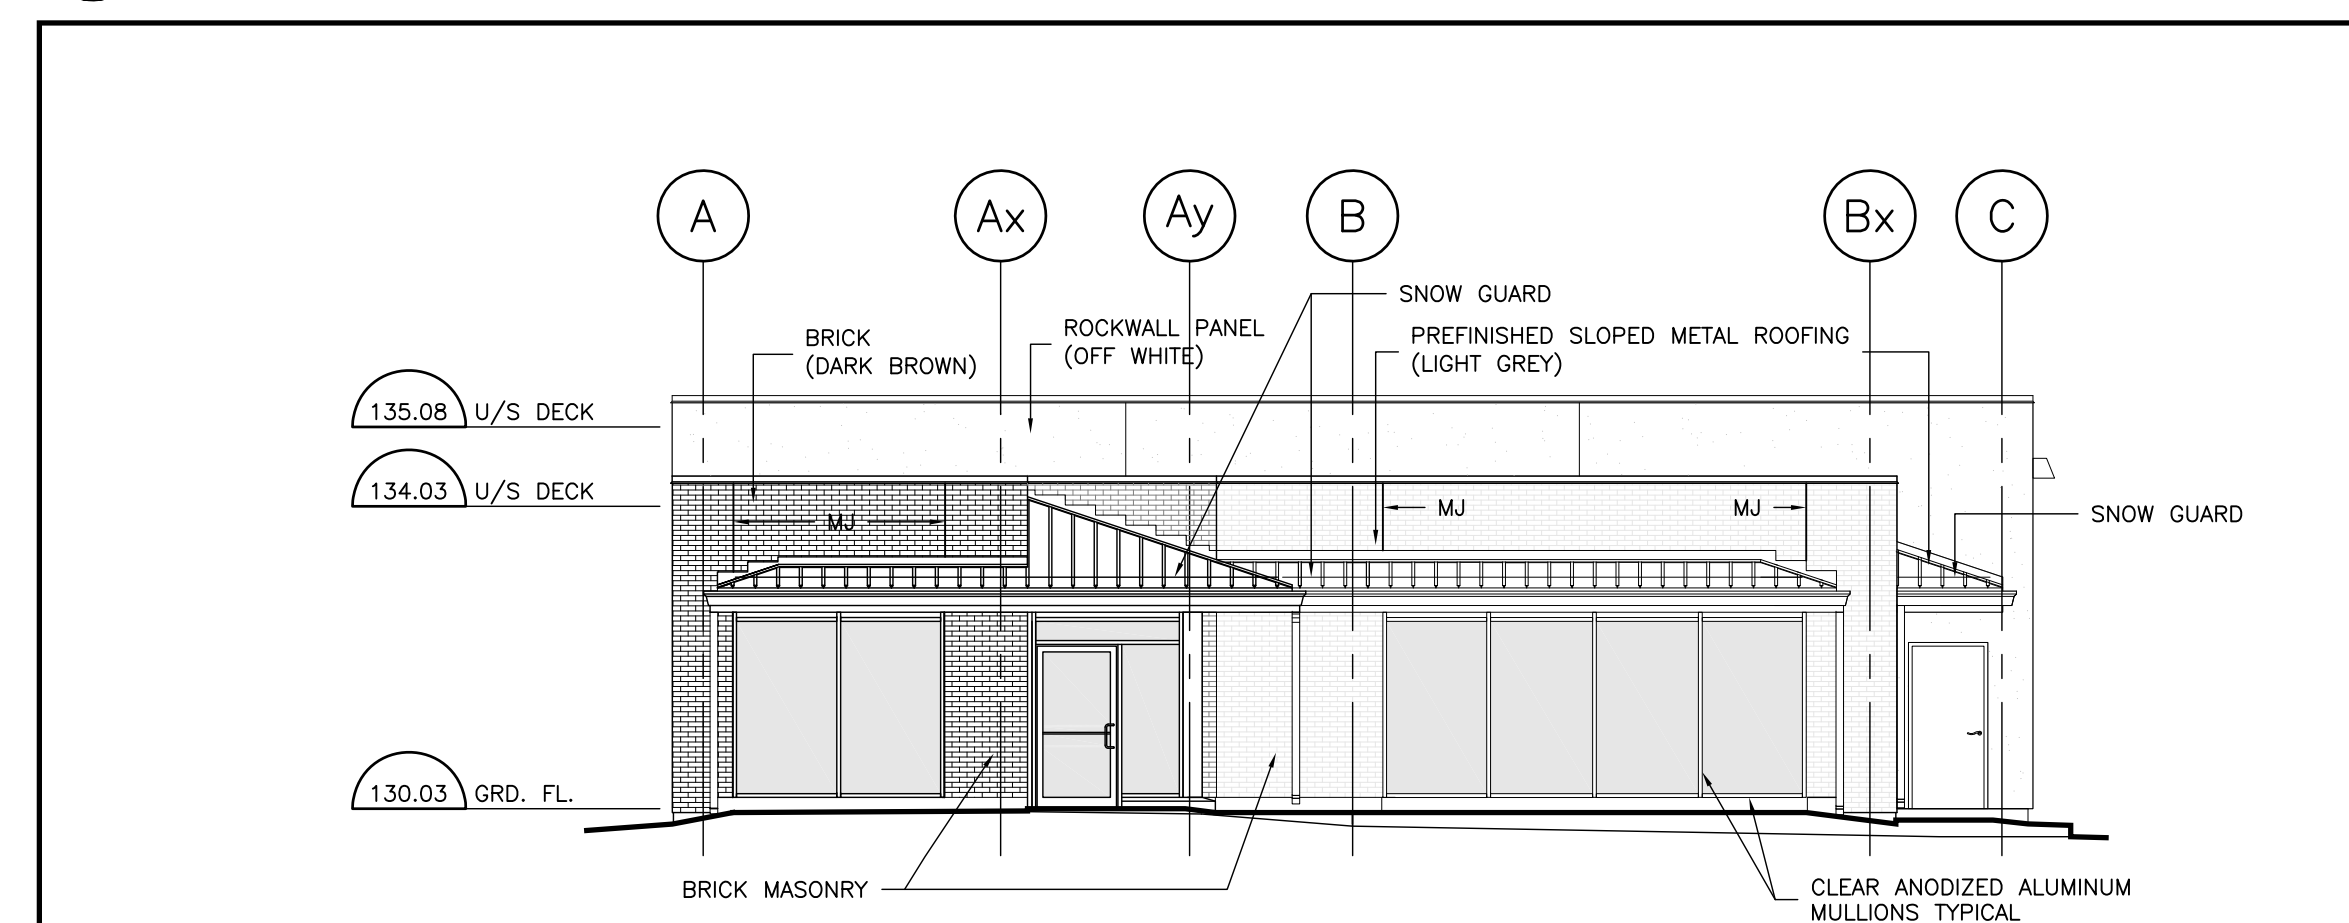 A Ax Ay B Bx C
SNOW GUARD
BRICK
(DARK BROWN)
ROCKWALL PANEL
(OFF WHITE)
PREFINISHED SLOPED METAL ROOFING
(LIGHT GREY)
135.08 U/S DECK
134.03 U/S DECK
MJ
MJ
MJ
SNOW GUARD
130.03 GRD. FL.
BRICK MASONRY
CLEAR ANODIZED ALUMINUM
MULLIONS TYPICAL